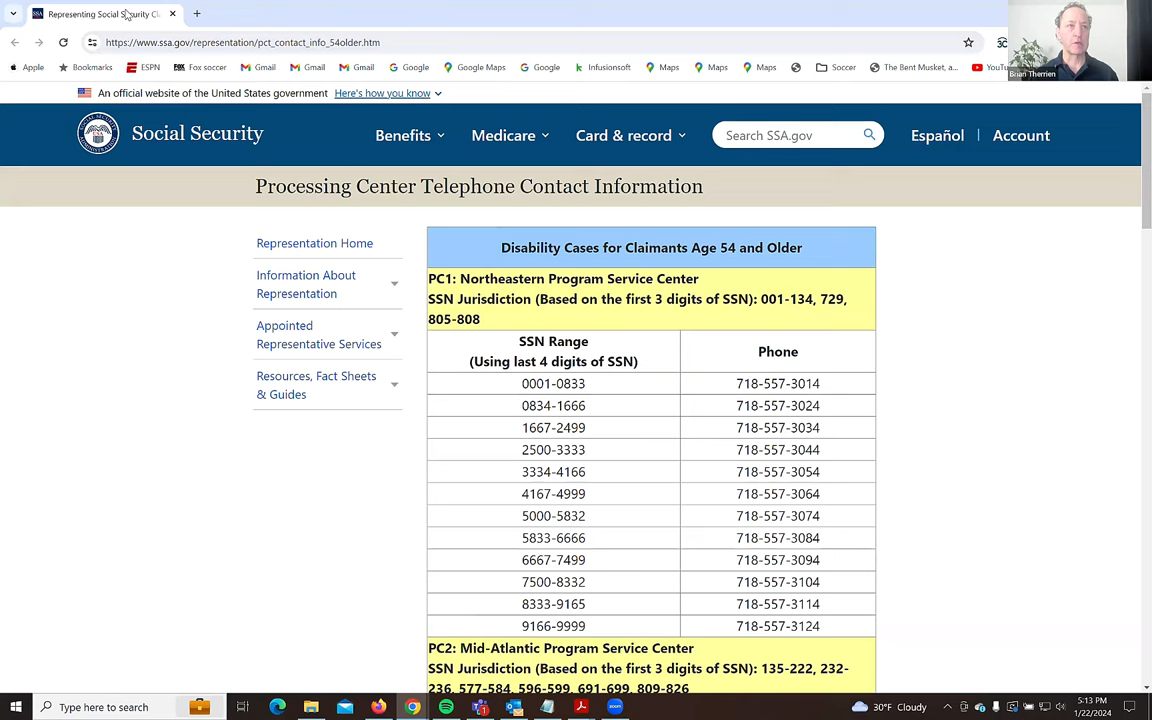 Representing Social Security Cl
https://www.ssa.gov/representation/pct_contact_info_54older.htm
Apple
Bookmarks
ESPN
Fox soccer
Gmail
Gmail
Gmail
Google
Google Maps
Google
Infusionsoft
Maps
Maps
Maps
Soccer
The Bent Musket, a...
Brian Therrien
An official website of the United States government Here's how you know
Social Security
Benefits
Medicare
Card & record
Search SSA.gov
Español
Account
Processing Center Telephone Contact Information
Representation Home
Information About
Representation
Appointed
Representative Services
Resources, Fact Sheets
& Guides
Disability Cases for Claimants Age 54 and Older
PC1: Northeastern Program Service Center
SSN Jurisdiction (Based on the first 3 digits of SSN): 001-134, 729,
805-808
SSN Range
(Using last 4 digits of SSN)
Phone
0001-0833 718-557-3014
0834-1666 718-557-3024
1667-2499 718-557-3034
2500-3333 718-557-3044
3334-4166 718-557-3054
4167-4999 718-557-3064
5000-5832 718-557-3074
5833-6666 718-557-3084
6667-7499 718-557-3094
7500-8332 718-557-3104
8333-9165 718-557-3114
9166-9999 718-557-3124
PC2: Mid-Atlantic Program Service Center
SSN Jurisdiction (Based on the first 3 digits of SSN): 135-222, 232-
236, 577-584, 596-599, 691-699, 809-826
Type here to search
30°F Cloudy
5:13 PM
1/22/2024